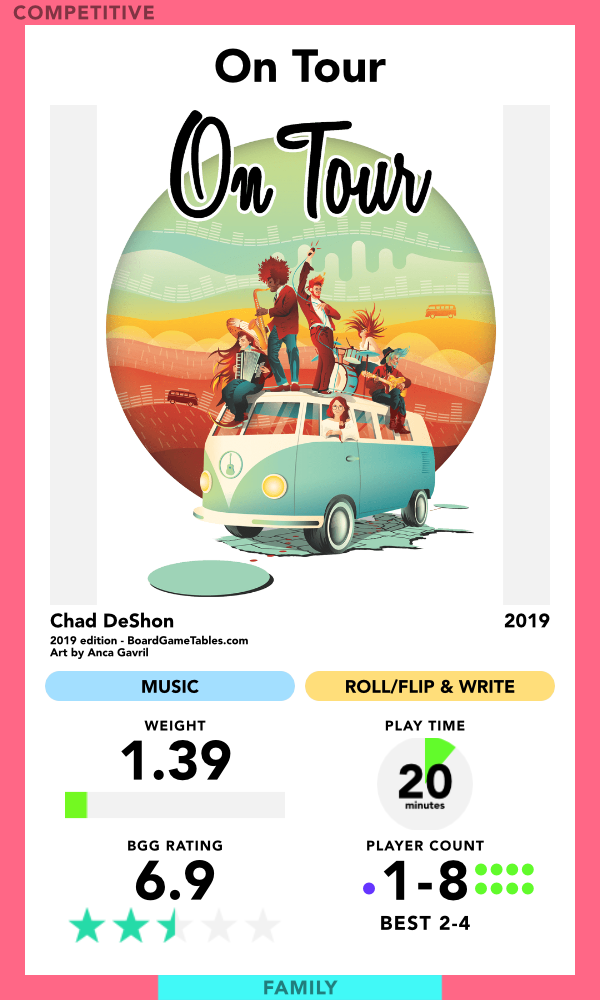 COMPETITIVE
On Tour
On Tour
Chad DeShon
2019
2019 edition - BoardGameTables.com
Art by Anca Gavril
MUSIC
ROLL/FLIP & WRITE
WEIGHT
1.39
PLAY TIME
20
minutes
BGG RATING
6.9
PLAYER COUNT
1-8
BEST 2-4
FAMILY